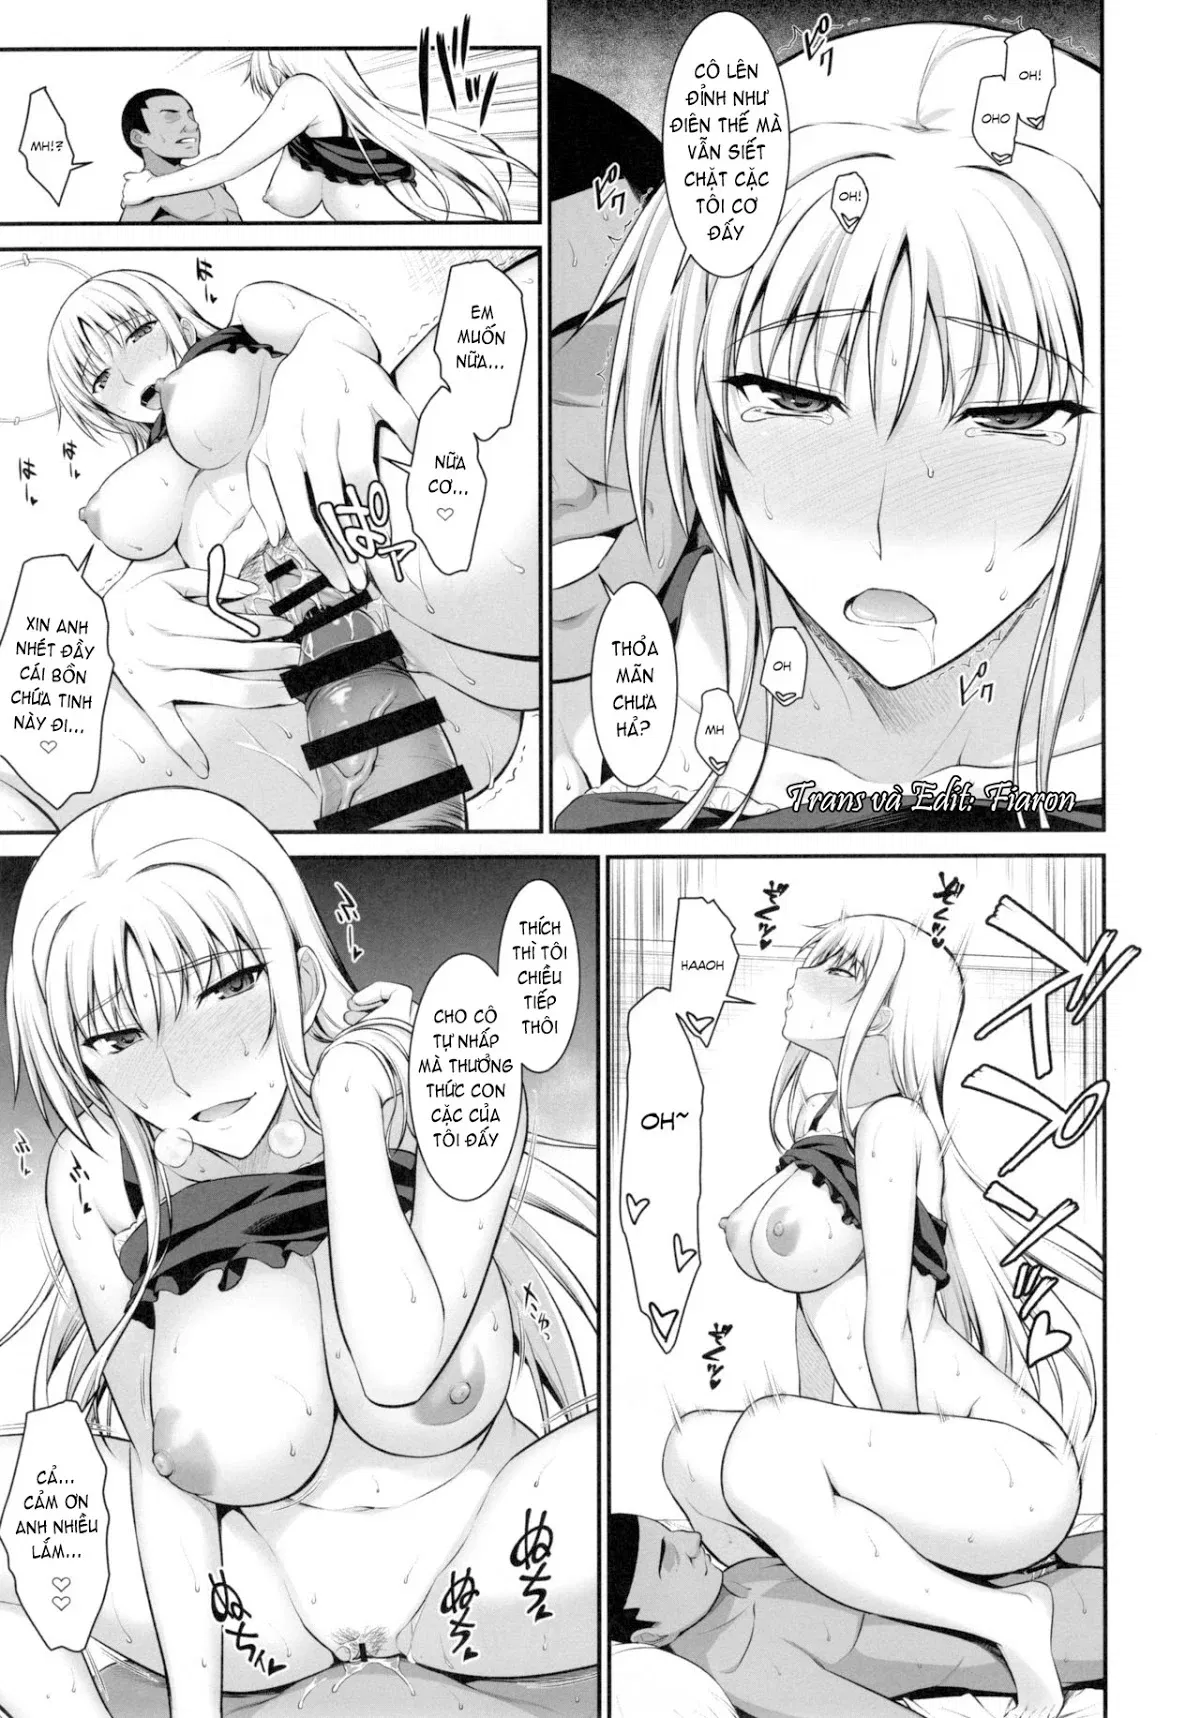 OH!
OHO
OH!
CÔ LÊN
ĐỈNH NHƯ
ĐIÊN THẾ MÀ
VẪN SIẾT
CHẶT CẶC
TÔI CƠ
ĐẤY
THỎA
MÃN
CHƯA
HẢ?
OH
MH
Trans và Edit: Fiaron
MH!?
EM
MUỐN
NỮA...
NỮA
CƠ...
♡
XIN ANH
NHÉT ĐẦY
CÁI BỒN
CHỨA TINH
NÀY ĐI...
♡
HAAOH
OH~
THÍCH
THÌ TÔI
CHIỀU
TIẾP
THÔI
CHO CÔ
TỰ NHẤP
MÀ THƯỞNG
THỨC CON
CẶC CỦA
TÔI ĐẤY
CẢ...
CẢM ƠN
ANH NHIỀU
LẮM...
♡
♡